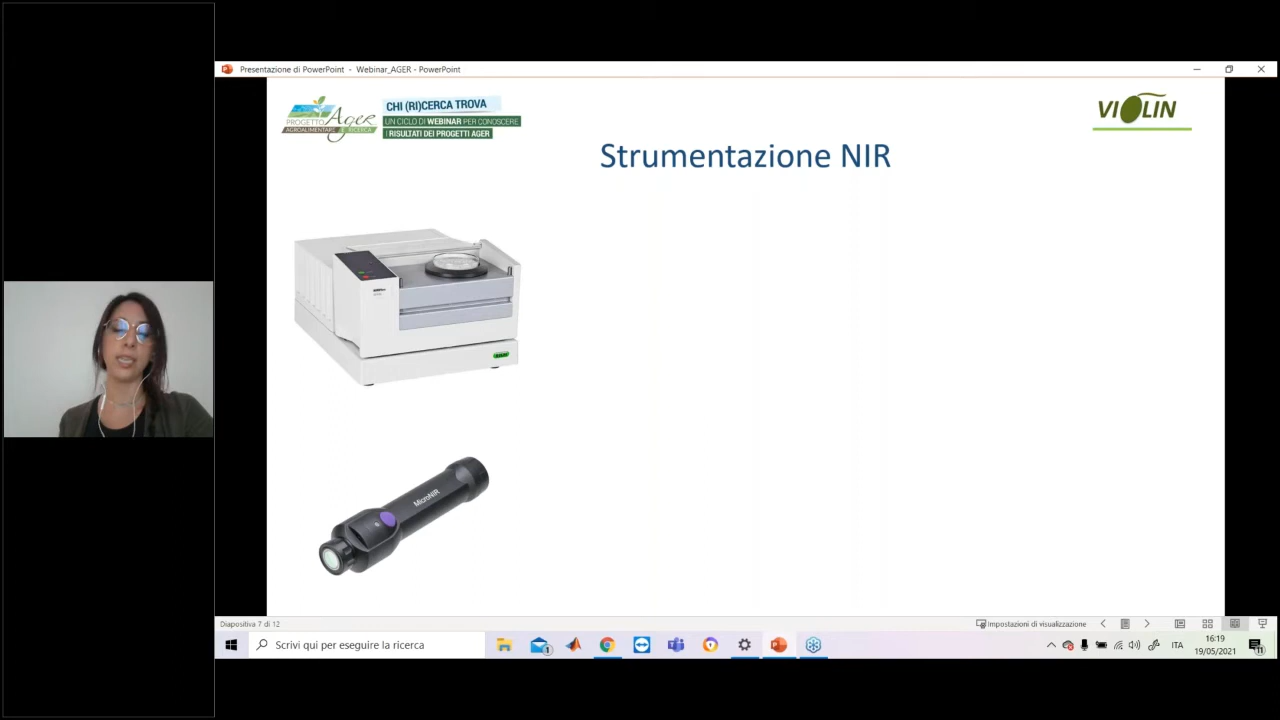 Presentazione di PowerPoint - Webinar_AGER - PowerPoint
PROGETTO Ager
AGROALIMENTARE E RICERCA
CHI (RI)CERCA TROVA
UN CICLO DI WEBINAR PER CONOSCERE
I RISULTATI DEI PROGETTI AGER
VIOLIN
Strumentazione NIR
MicroNIR
Diapositiva 7 di 12
Impostazioni di visualizzazione
Scrivi qui per eseguire la ricerca
1
ITA
16:19
19/05/2021
11